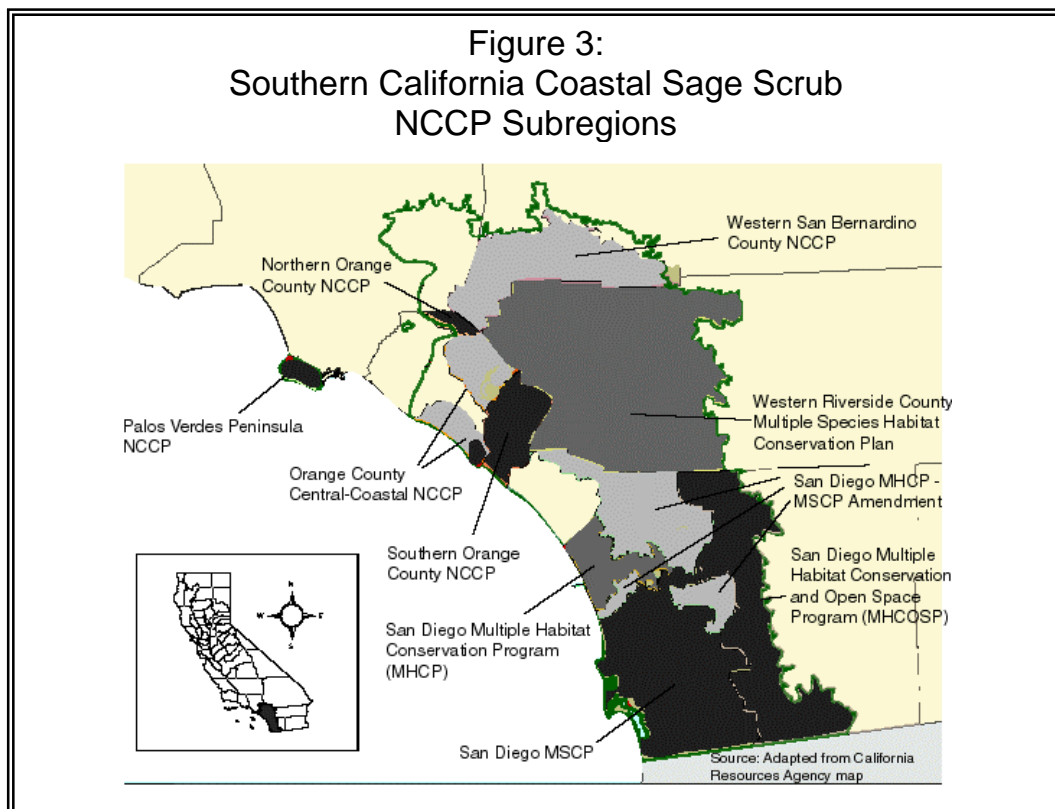 Figure 3:
Southern California Coastal Sage Scrub
NCCP Subregions
Western San Bernardino
County NCCP
Northern Orange
County NCCP
Palos Verdes Peninsula
NCCP
Western Riverside County
Multiple Species Habitat
Conservation Plan
Orange County
Central-Coastal NCCP
San Diego MHCP -
MSCP Amendment
Southern Orange
County NCCP
San Diego Multiple
Habitat Conservation
and Open Space
Program (MHCOSP)
San Diego Multiple Habitat
Conservation Program
(MHCP)
San Diego MSCP
N
W
E
S
Source: Adapted from California
Resources Agency map